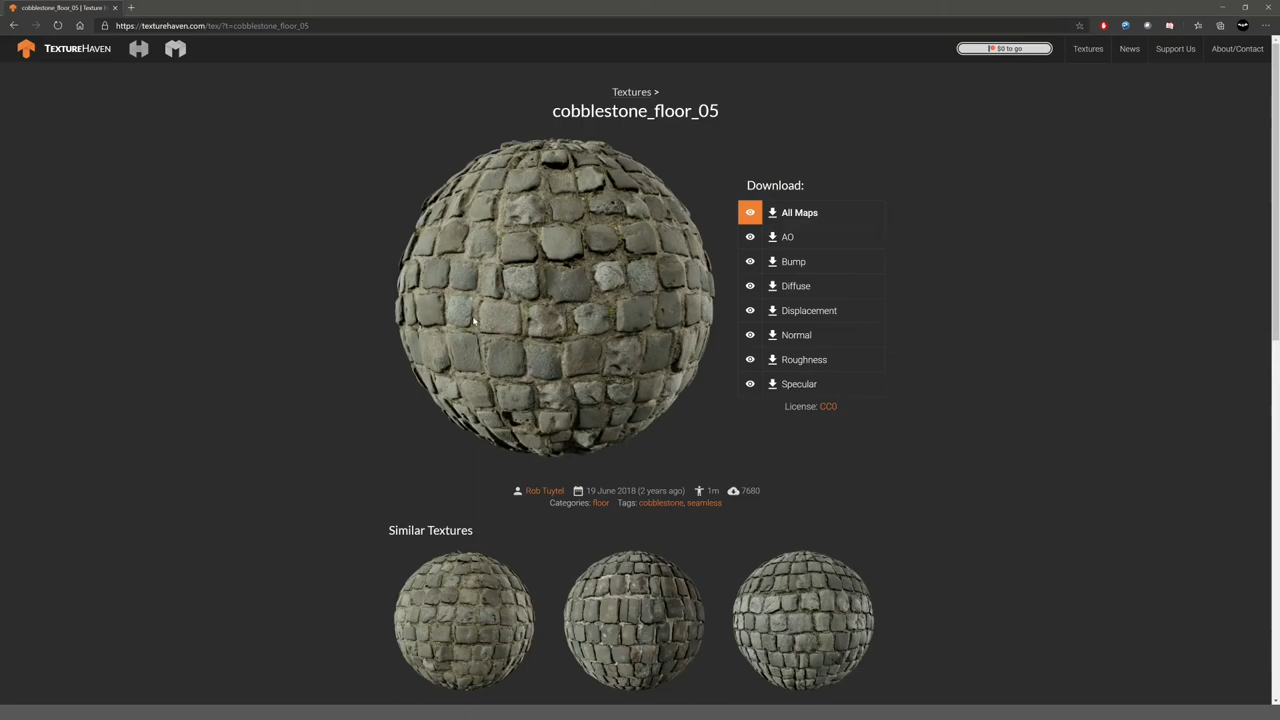 cobblestone_floor_05 | Texture H
https://texturehaven.com/tex/?t=cobblestone_floor_05
TEXTUREHAVEN
$0 to go
Textures
News
Support Us
About/Contact
Textures >
cobblestone_floor_05
Download:
All Maps
AO
Bump
Diffuse
Displacement
Normal
Roughness
Specular
License: CC0
Rob Tuytel 19 June 2018 (2 years ago) 1m 7680
Categories: floor Tags: cobblestone, seamless
Similar Textures